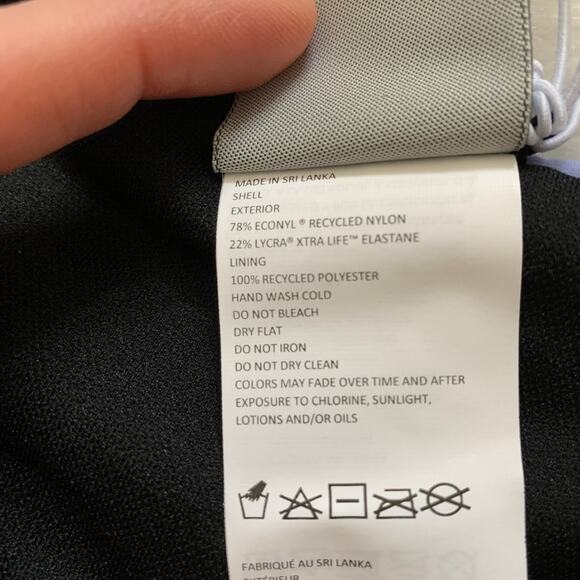 MADE IN SRI LANKA
SHELL
EXTERIOR
78% ECONYL ® RECYCLED NYLON
22% LYCRA® XTRA LIFE™ ELASTANE
LINING
100% RECYCLED POLYESTER
HAND WASH COLD
DO NOT BLEACH
DRY FLAT
DO NOT IRON
DO NOT DRY CLEAN
COLORS MAY FADE OVER TIME AND AFTER
EXPOSURE TO CHLORINE, SUNLIGHT,
LOTIONS AND/OR OILS
FABRIQUÉ AU SRI LANKA
EXTÉRIEUR